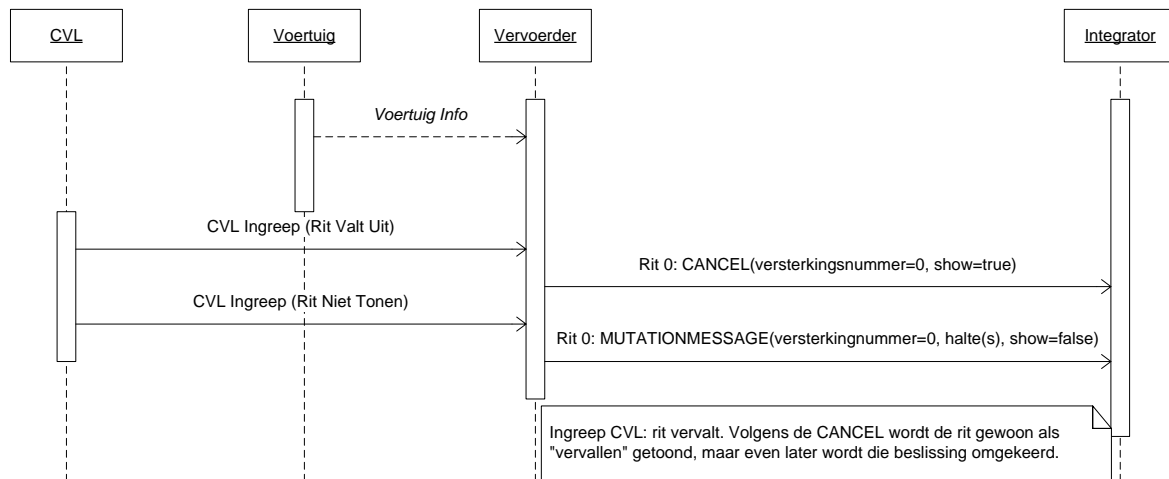 CVL
Voertuig
Vervoerder
Integrator
Voertuig Info
CVL Ingreep (Rit Valt Uit)
Rit 0: CANCEL(versterkingsnummer=0, show=true)
CVL Ingreep (Rit Niet Tonen)
Rit 0: MUTATIONMESSAGE(versterkingnummer=0, halte(s), show=false)
Ingreep CVL: rit vervalt. Volgens de CANCEL wordt de rit gewoon als
"vervallen" getoond, maar even later wordt die beslissing omgekeerd.